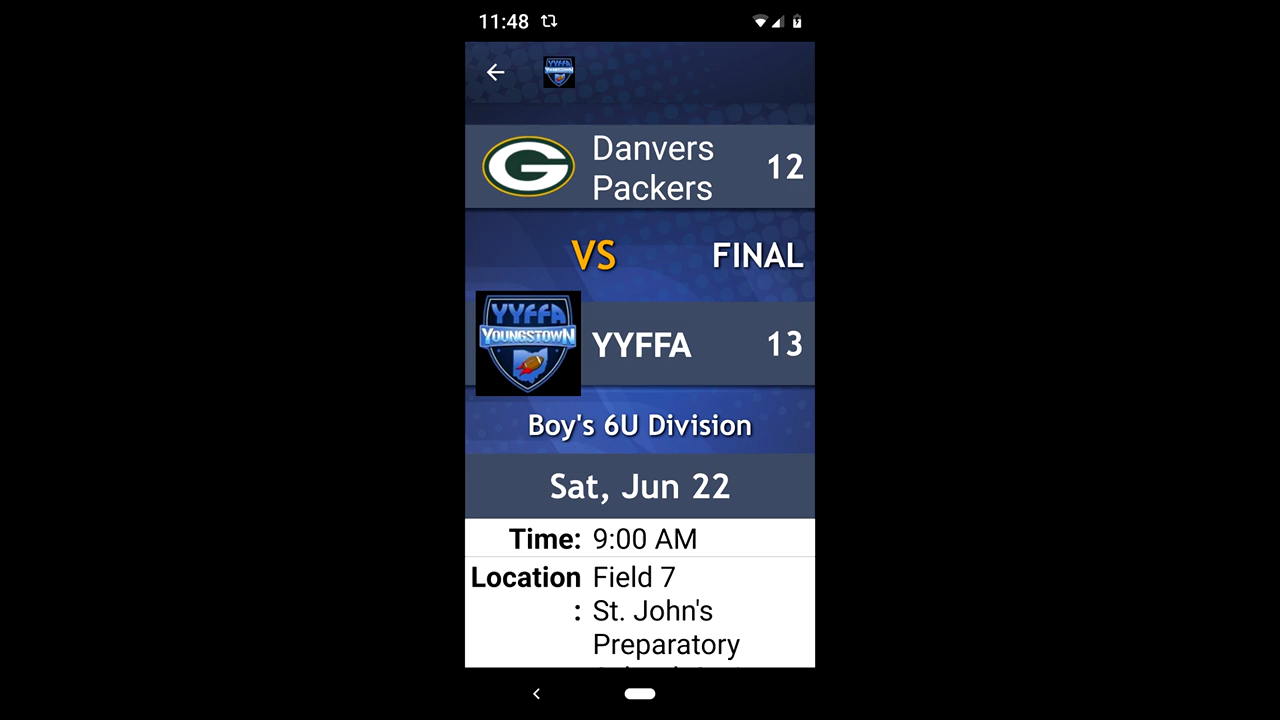 11:48
Danvers
Packers
12
VS
FINAL
YYFFA
YOUNGSTOWN
YYFFA
13
Boy's 6U Division
Sat, Jun 22
Time: 9:00 AM
Location Field 7
: St. John's
Preparatory